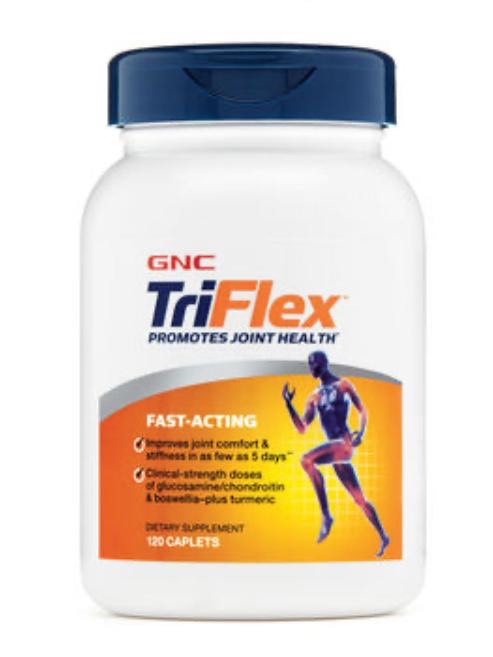 GNC
TriFlex™
PROMOTES JOINT HEALTH*
FAST-ACTING
Improves joint comfort &
stiffness in as few as 5 days**
Clinical-strength doses
of glucosamine/chondroitin
& boswellia-plus turmeric
DIETARY SUPPLEMENT
120 CAPLETS